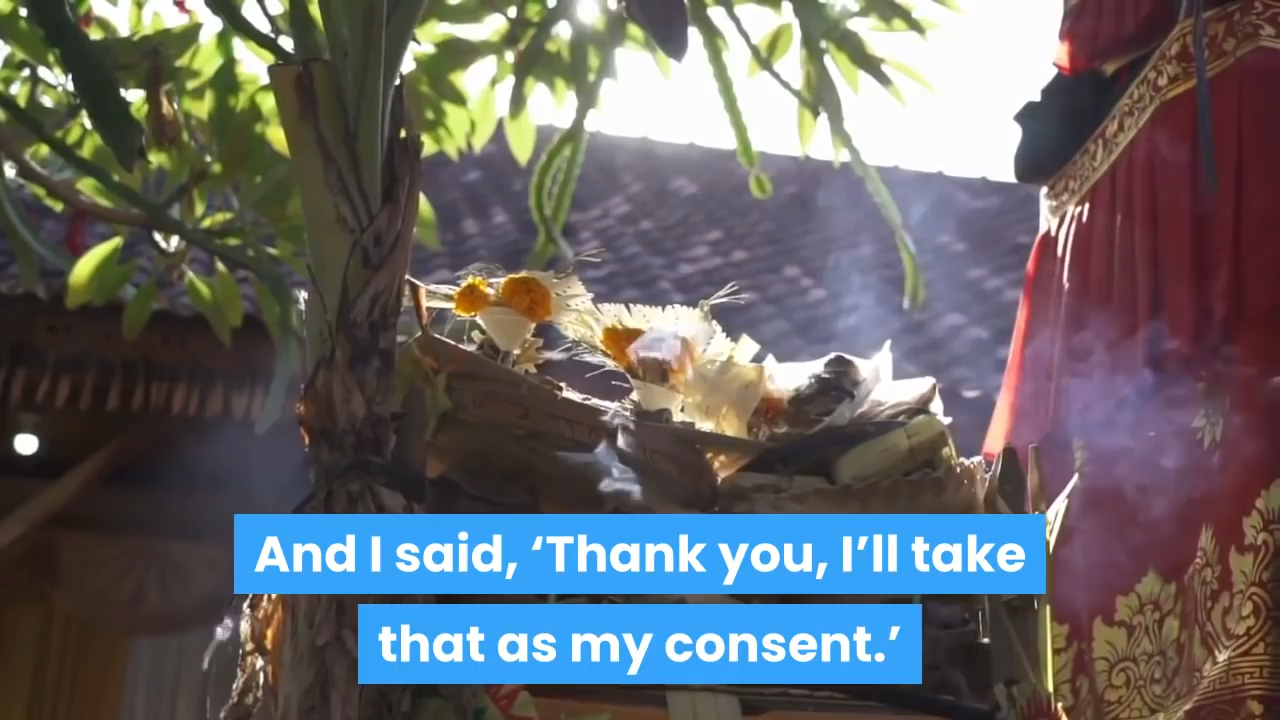 And I said, ‘Thank you, I’ll take
that as my consent.’